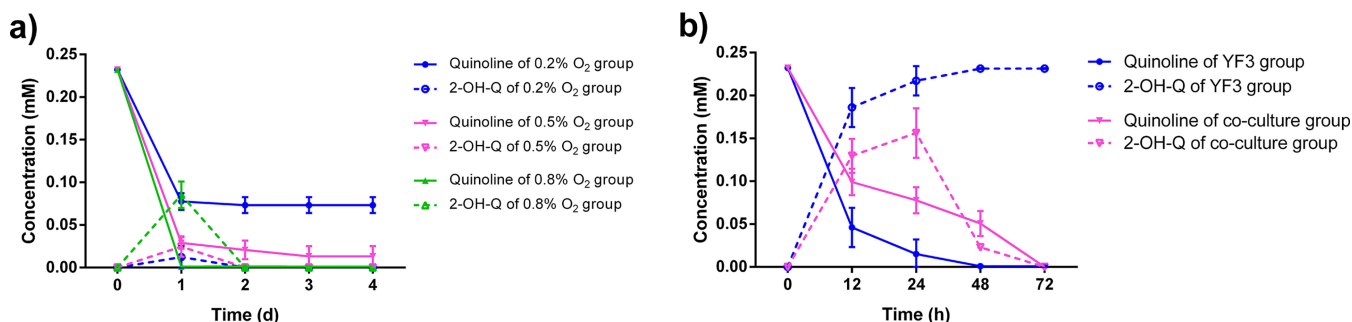 a)
Concentration (mM)
0.25
0.20
0.15
0.10
0.05
0.00
0 1 2 3 4
Time (d)
Quinoline of 0.2% O₂ group
2-OH-Q of 0.2% O₂ group
Quinoline of 0.5% O₂ group
2-OH-Q of 0.5% O₂ group
Quinoline of 0.8% O₂ group
2-OH-Q of 0.8% O₂ group
b)
Concentration (mM)
0.25
0.20
0.15
0.10
0.05
0.00
0 12 24 48 72
Time (h)
Quinoline of YF3 group
2-OH-Q of YF3 group
Quinoline of co-culture group
2-OH-Q of co-culture group